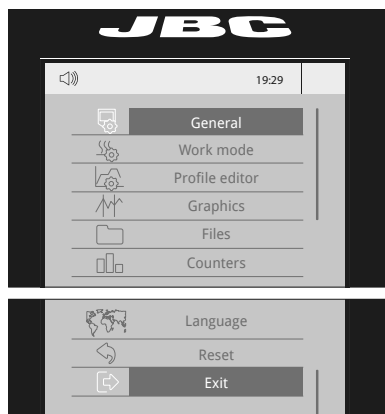 JBC
19:29
General
Work mode
Profile editor
Graphics
Files
Counters
Language
Reset
Exit